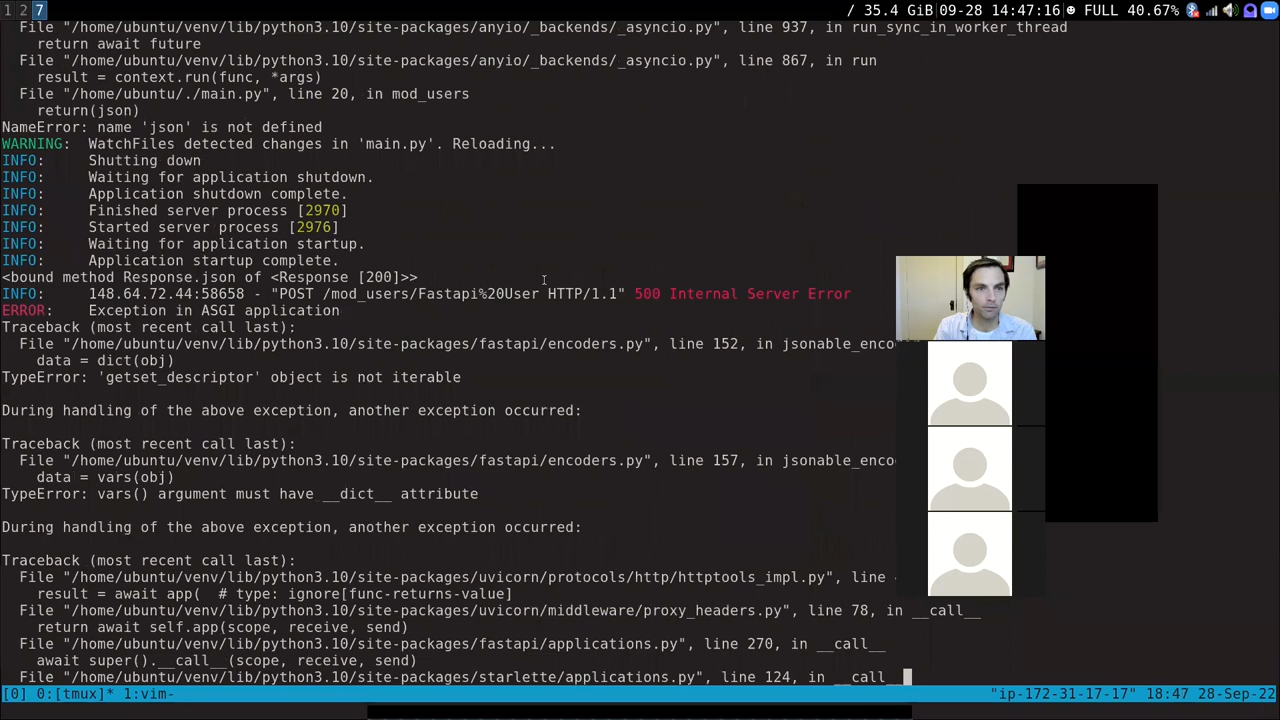 1 2 7 / 35.4 GiB 09-28 14:47:16 FULL 40.67%
File "/home/ubuntu/venv/lib/python3.10/site-packages/anyio/_backends/_asyncio.py", line 937, in run_sync_in_worker_thread
return await future
File "/home/ubuntu/venv/lib/python3.10/site-packages/anyio/_backends/_asyncio.py", line 867, in run
result = context.run(func, *args)
File "/home/ubuntu/./main.py", line 20, in mod_users
return(json)
NameError: name 'json' is not defined
WARNING: WatchFiles detected changes in 'main.py'. Reloading...
INFO: Shutting down
INFO: Waiting for application shutdown.
INFO: Application shutdown complete.
INFO: Finished server process [2970]
INFO: Started server process [2976]
INFO: Waiting for application startup.
INFO: Application startup complete.
<bound method Response.json of <Response [200]>>
INFO: 148.64.72.44:58658 - "POST /mod_users/Fastapi%20User HTTP/1.1" 500 Internal Server Error
ERROR: Exception in ASGI application
Traceback (most recent call last):
File "/home/ubuntu/venv/lib/python3.10/site-packages/fastapi/encoders.py", line 152, in jsonable_enco
data = dict(obj)
TypeError: 'getset_descriptor' object is not iterable
During handling of the above exception, another exception occurred:
Traceback (most recent call last):
File "/home/ubuntu/venv/lib/python3.10/site-packages/fastapi/encoders.py", line 157, in jsonable_enco
data = vars(obj)
TypeError: vars() argument must have __dict__ attribute
During handling of the above exception, another exception occurred:
Traceback (most recent call last):
File "/home/ubuntu/venv/lib/python3.10/site-packages/uvicorn/protocols/http/httptools_impl.py", line
result = await app( # type: ignore[func-returns-value]
File "/home/ubuntu/venv/lib/python3.10/site-packages/uvicorn/middleware/proxy_headers.py", line 78, in __call__
return await self.app(scope, receive, send)
File "/home/ubuntu/venv/lib/python3.10/site-packages/fastapi/applications.py", line 270, in __call__
await super().__call__(scope, receive, send)
File "/home/ubuntu/venv/lib/python3.10/site-packages/starlette/applications.py", line 124, in __call__
[0] 0:[tmux]* 1:vim- "ip-172-31-17-17" 18:47 28-Sep-22